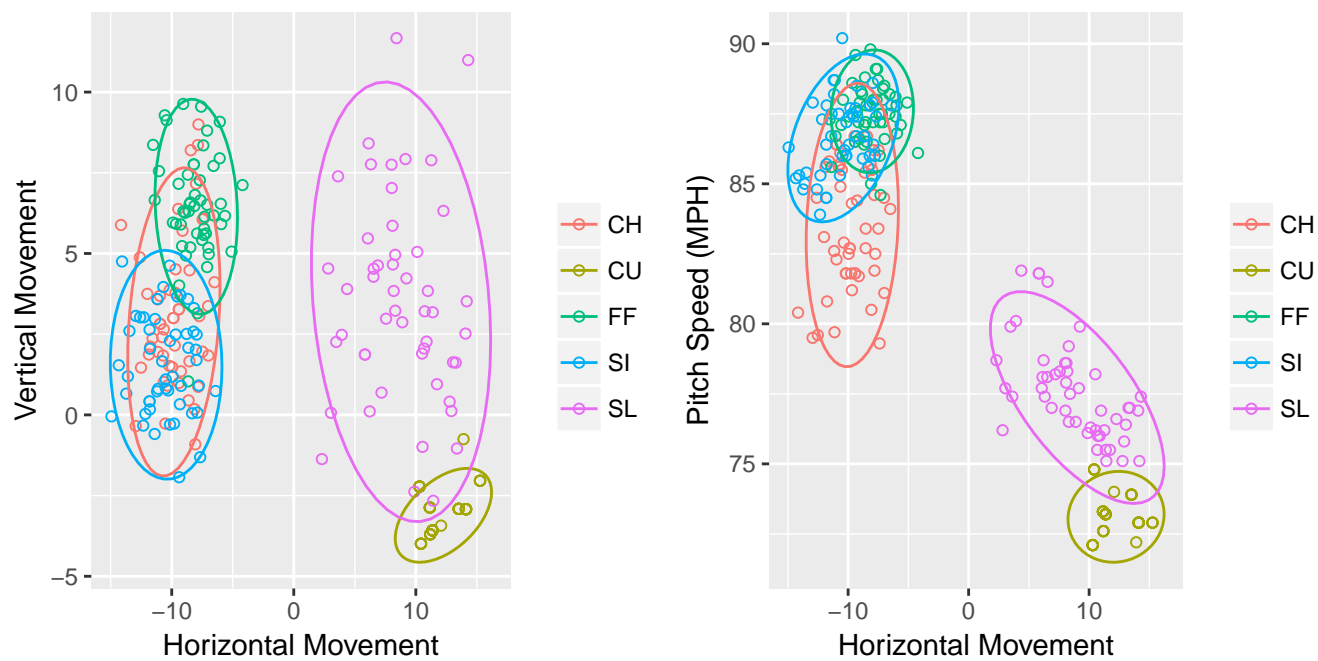 10
5
0
−5
Vertical Movement
−10
0
10
Horizontal Movement
CH
CU
FF
SI
SL
90
85
80
75
Pitch Speed (MPH)
−10
0
10
Horizontal Movement
CH
CU
FF
SI
SL